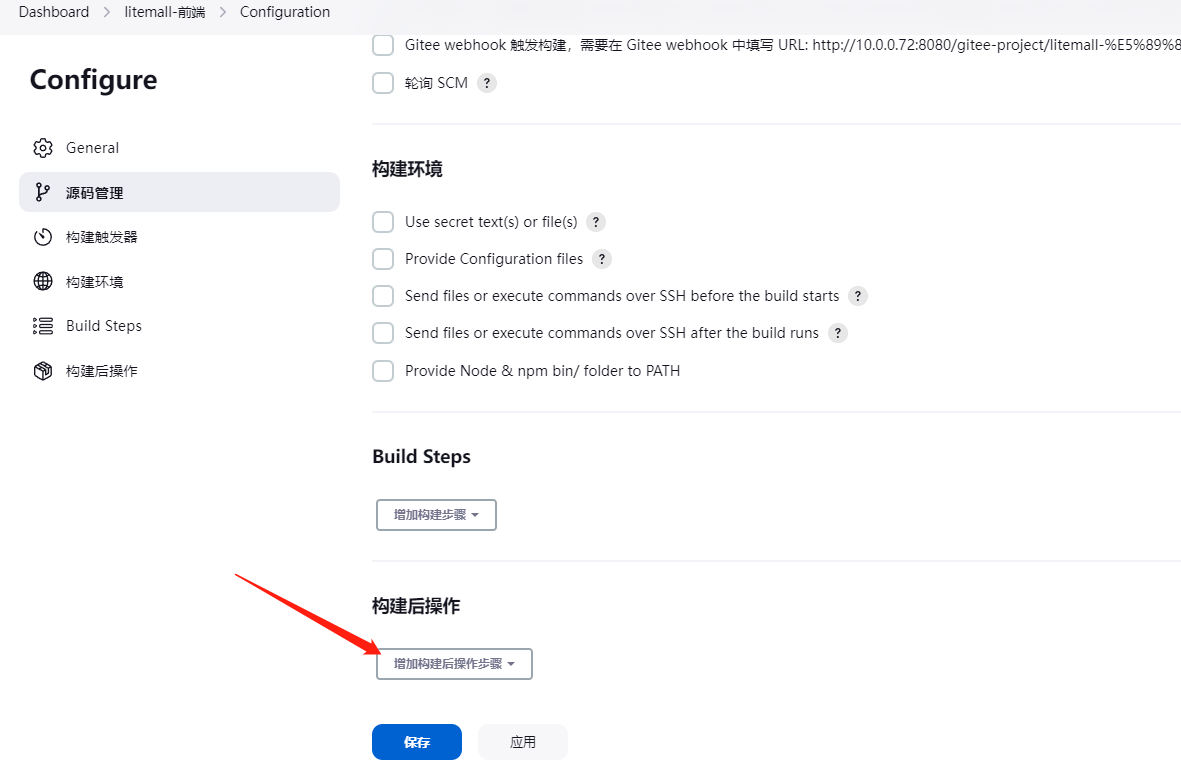 Dashboard > litemall-前端 > Configuration
Configure
General
源码管理
构建触发器
构建环境
Build Steps
构建后操作
Gitee webhook 触发构建，需要在 Gitee webhook 中填写 URL: http://10.0.0.72:8080/gitee-project/litemall-%E5%89%8
轮询 SCM ?
构建环境
Use secret text(s) or file(s) ?
Provide Configuration files ?
Send files or execute commands over SSH before the build starts ?
Send files or execute commands over SSH after the build runs ?
Provide Node & npm bin/ folder to PATH
Build Steps
增加构建步骤
构建后操作
增加构建后操作步骤
保存
应用